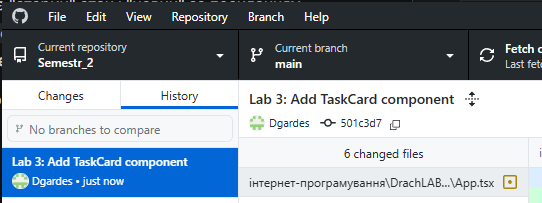 File Edit View Repository Branch Help
Current repository
Semestr_2
Current branch
main
Fetch o
Last fete
Changes
History
No branches to compare
Lab 3: Add TaskCard component
Dgardes • just now
Lab 3: Add TaskCard component
Dgardes 501c3d7
6 changed files
інтернет-програмування\DrachLAB...\App.tsx